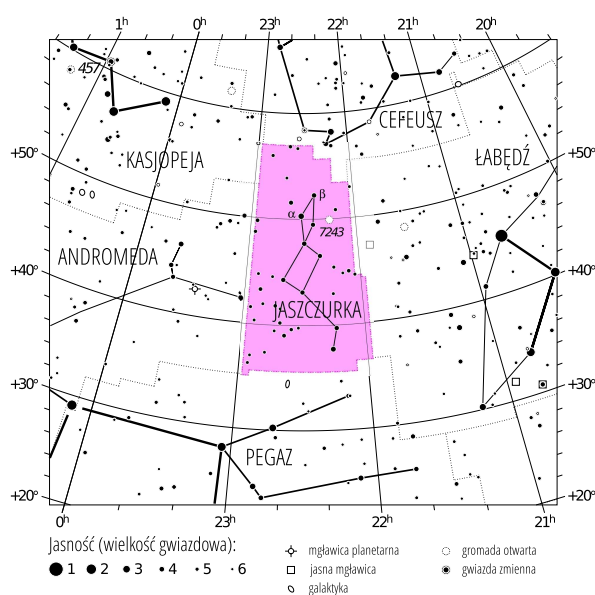 1ʰ 0ʰ 23ʰ 22ʰ 21ʰ 20ʰ
457
CEFEUSZ
+50° KASJOPEJA ŁABĘDŹ +50°
β
α
7243
ANDROMEDA
+40° +40°
JASZCZURKA
+30° 0 +30°
PEGAZ
+20° +20°
0ʰ 23ʰ 22ʰ 21ʰ
Jasność (wielkość gwiazdowa):
1 2 3 4 5 6
mgławica planetarna
jasna mgławica
galaktyka
gromada otwarta
gwiazda zmienna